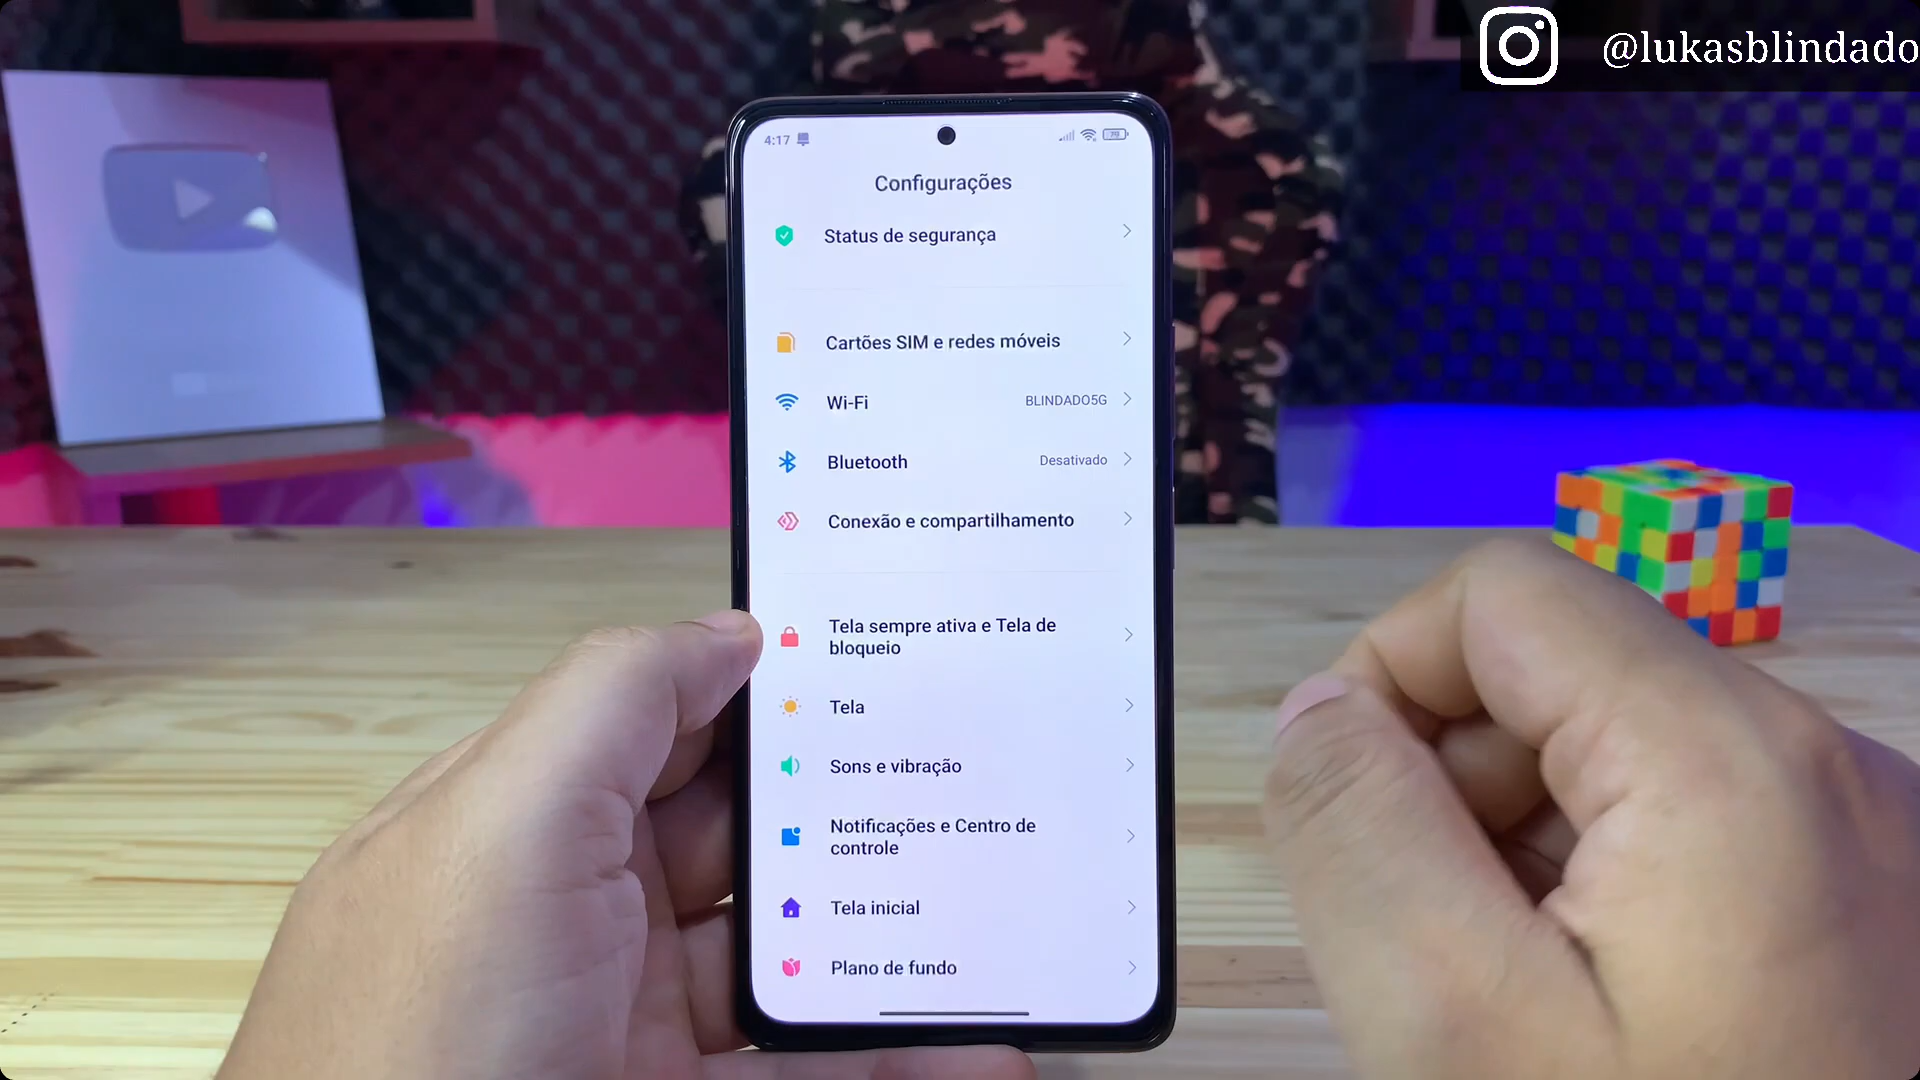 @lukasblindado
4:17
70
Configurações
Status de segurança
Cartões SIM e redes móveis
Wi-Fi BLINDADO5G
Bluetooth Desativado
Conexão e compartilhamento
Tela sempre ativa e Tela de
bloqueio
Tela
Sons e vibração
Notificações e Centro de
controle
Tela inicial
Plano de fundo